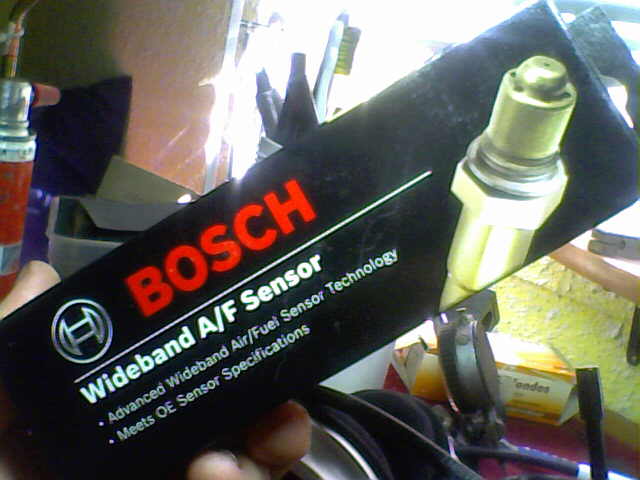 BOSCH
Wideband A/F Sensor
• Advanced Wideband Air/Fuel Sensor Technology
• Meets OE Sensor Specifications